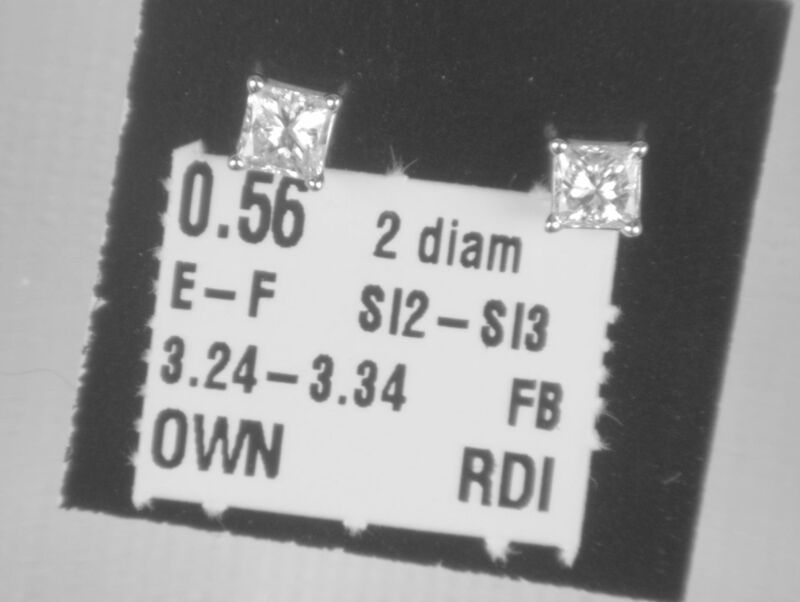 0.56 2 diam
E-F SI2-SI3
3.24-3.34 FB
OWN RDI